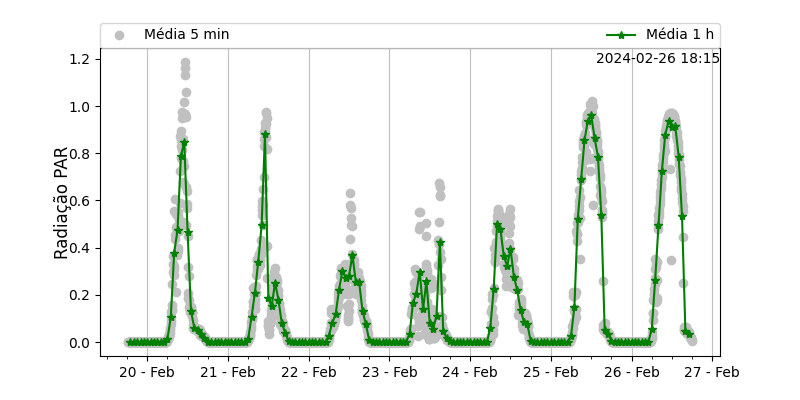 Média 5 min Média 1 h
2024-02-26 18:15
Radiação PAR
1.2
1.0
0.8
0.6
0.4
0.2
0.0
20 - Feb 21 - Feb 22 - Feb 23 - Feb 24 - Feb 25 - Feb 26 - Feb 27 - Feb